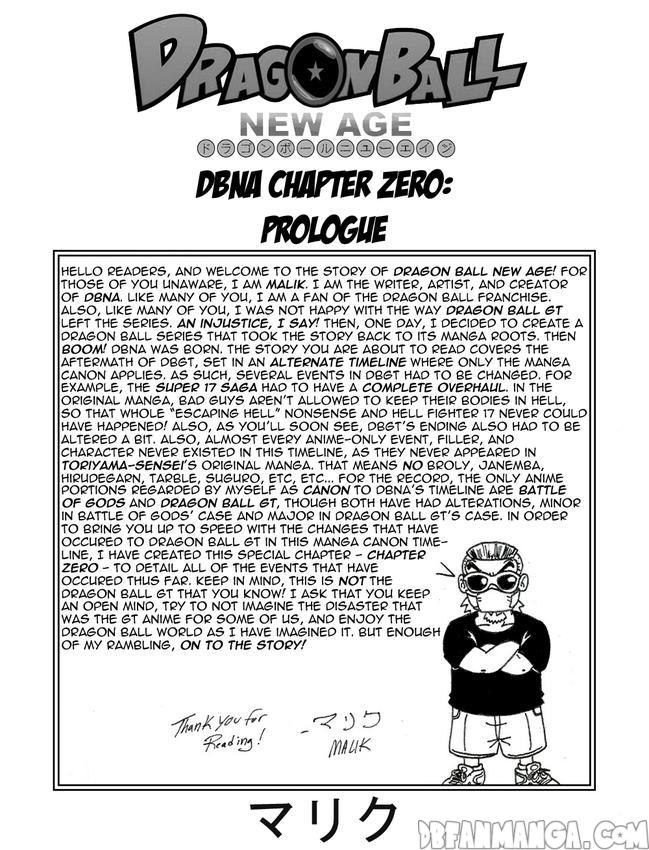 DRAGON BALL
NEW AGE
ドラゴンボールニューエイジ
DBNA CHAPTER ZERO:
PROLOGUE
HELLO READERS, AND WELCOME TO THE STORY OF DRAGON BALL NEW AGE! FOR
THOSE OF YOU UNAWARE, I AM MALIK. I AM THE WRITER, ARTIST, AND CREATOR
OF DBNA. LIKE MANY OF YOU, I AM A FAN OF THE DRAGON BALL FRANCHISE.
ALSO, LIKE MANY OF YOU, I WAS NOT HAPPY WITH THE WAY DRAGON BALL GT
LEFT THE SERIES. AN INJUSTICE, I SAY! THEN, ONE DAY, I DECIDED TO CREATE A
DRAGON BALL SERIES THAT TOOK THE STORY BACK TO ITS MANGA ROOTS. THEN
BOOM! DBNA WAS BORN. THE STORY YOU ARE ABOUT TO READ COVERS THE
AFTERMATH OF DBGT, SET IN AN ALTERNATE TIMELINE WHERE ONLY THE MANGA
CANON APPLIES. AS SUCH, SEVERAL EVENTS IN DBGT HAD TO BE CHANGED. FOR
EXAMPLE, THE SUPER 17 SAGA HAD TO HAVE A COMPLETE OVERHAUL. IN THE
ORIGINAL MANGA, BAD GUYS AREN'T ALLOWED TO KEEP THEIR BODIES IN HELL,
SO THAT WHOLE "ESCAPING HELL" NONSENSE AND HELL FIGHTER 17 NEVER COULD
HAVE HAPPENED! ALSO, AS YOU'LL SOON SEE, DBGT'S ENDING ALSO HAD TO BE
ALTERED A BIT. ALSO, ALMOST EVERY ANIME-ONLY EVENT, FILLER, AND
CHARACTER NEVER EXISTED IN THIS TIMELINE, AS THEY NEVER APPEARED IN
TORIYAMA-SENSEI'S ORIGINAL MANGA. THAT MEANS NO BROLY, JANEMBA,
HIRUDEGARN, TARBLE, SUGURO, ETC, ETC... FOR THE RECORD, THE ONLY ANIME
PORTIONS REGARDED BY MYSELF AS CANON TO DBNA'S TIMELINE ARE BATTLE
OF GODS AND DRAGON BALL GT, THOUGH BOTH HAVE HAD ALTERATIONS, MINOR
IN BATTLE OF GODS' CASE AND MAJOR IN DRAGON BALL GT'S CASE. IN ORDER
TO BRING YOU UP TO SPEED WITH THE CHANGES THAT HAVE
OCCURED TO DRAGON BALL GT IN THIS MANGA CANON TIME-
LINE, I HAVE CREATED THIS SPECIAL CHAPTER - CHAPTER
ZERO - TO DETAIL ALL OF THE EVENTS THAT HAVE
OCCURED THUS FAR. KEEP IN MIND, THIS IS NOT THE
DRAGON BALL GT THAT YOU KNOW! I ASK THAT YOU KEEP
AN OPEN MIND, TRY TO NOT IMAGINE THE DISASTER THAT
WAS THE GT ANIME FOR SOME OF US, AND ENJOY THE
DRAGON BALL WORLD AS I HAVE IMAGINED IT. BUT ENOUGH
OF MY RAMBLING, ON TO THE STORY!
Thank you for
Reading!
-マリク
MALIK
マリク
DBFANMANGA.COM